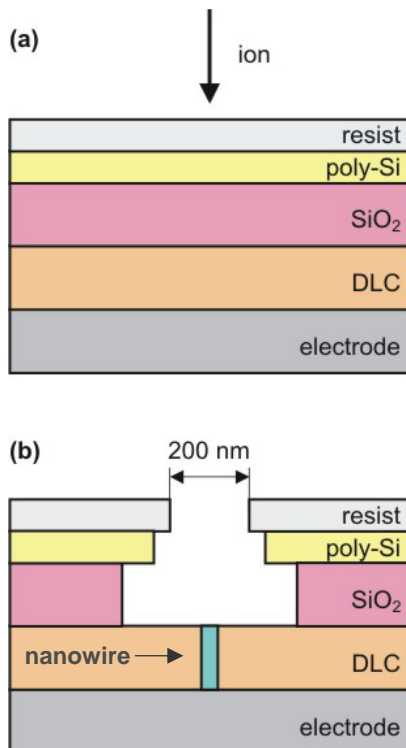 (a)
ion
resist
poly-Si
SiO₂
DLC
electrode
(b)
200 nm
resist
poly-Si
SiO₂
nanowire
DLC
electrode